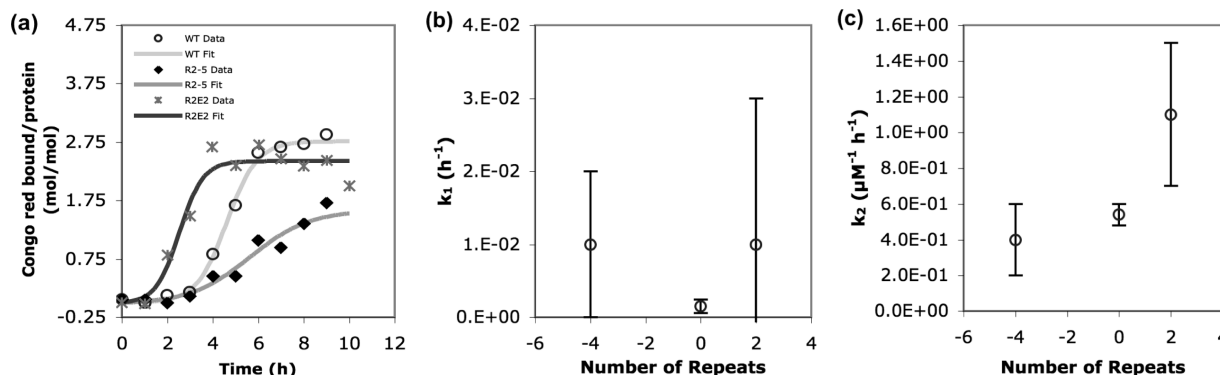 (a)
4.75
3.75
2.75
1.75
0.75
-0.25
Congo red bound/protein
(mol/mol)
WT Data
WT Fit
R2-5 Data
R2-5 Fit
R2E2 Data
R2E2 Fit
0 2 4 6 8 10 12
Time (h)
(b)
4.E-02
3.E-02
2.E-02
1.E-02
0.E+00
k₁ (h⁻¹)
-6 -4 -2 0 2 4
Number of Repeats
(c)
1.6E+00
1.4E+00
1.2E+00
1.0E+00
8.0E-01
6.0E-01
4.0E-01
2.0E-01
0.0E+00
k₂ (μM⁻¹ h⁻¹)
-6 -4 -2 0 2 4
Number of Repeats